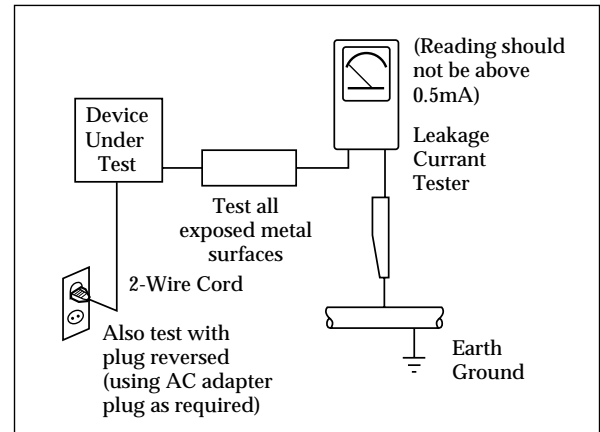 (Reading should
not be above
0.5mA)
Device
Under
Test
Leakage
Currant
Tester
Test all
exposed metal
surfaces
2-Wire Cord
Also test with
plug reversed
(using AC adapter
plug as required)
Earth
Ground